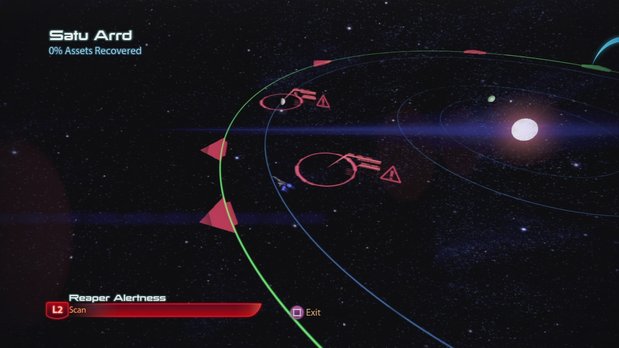 Satu Arrd
0% Assets Recovered
Reaper Alertness
L2 Scan
Exit